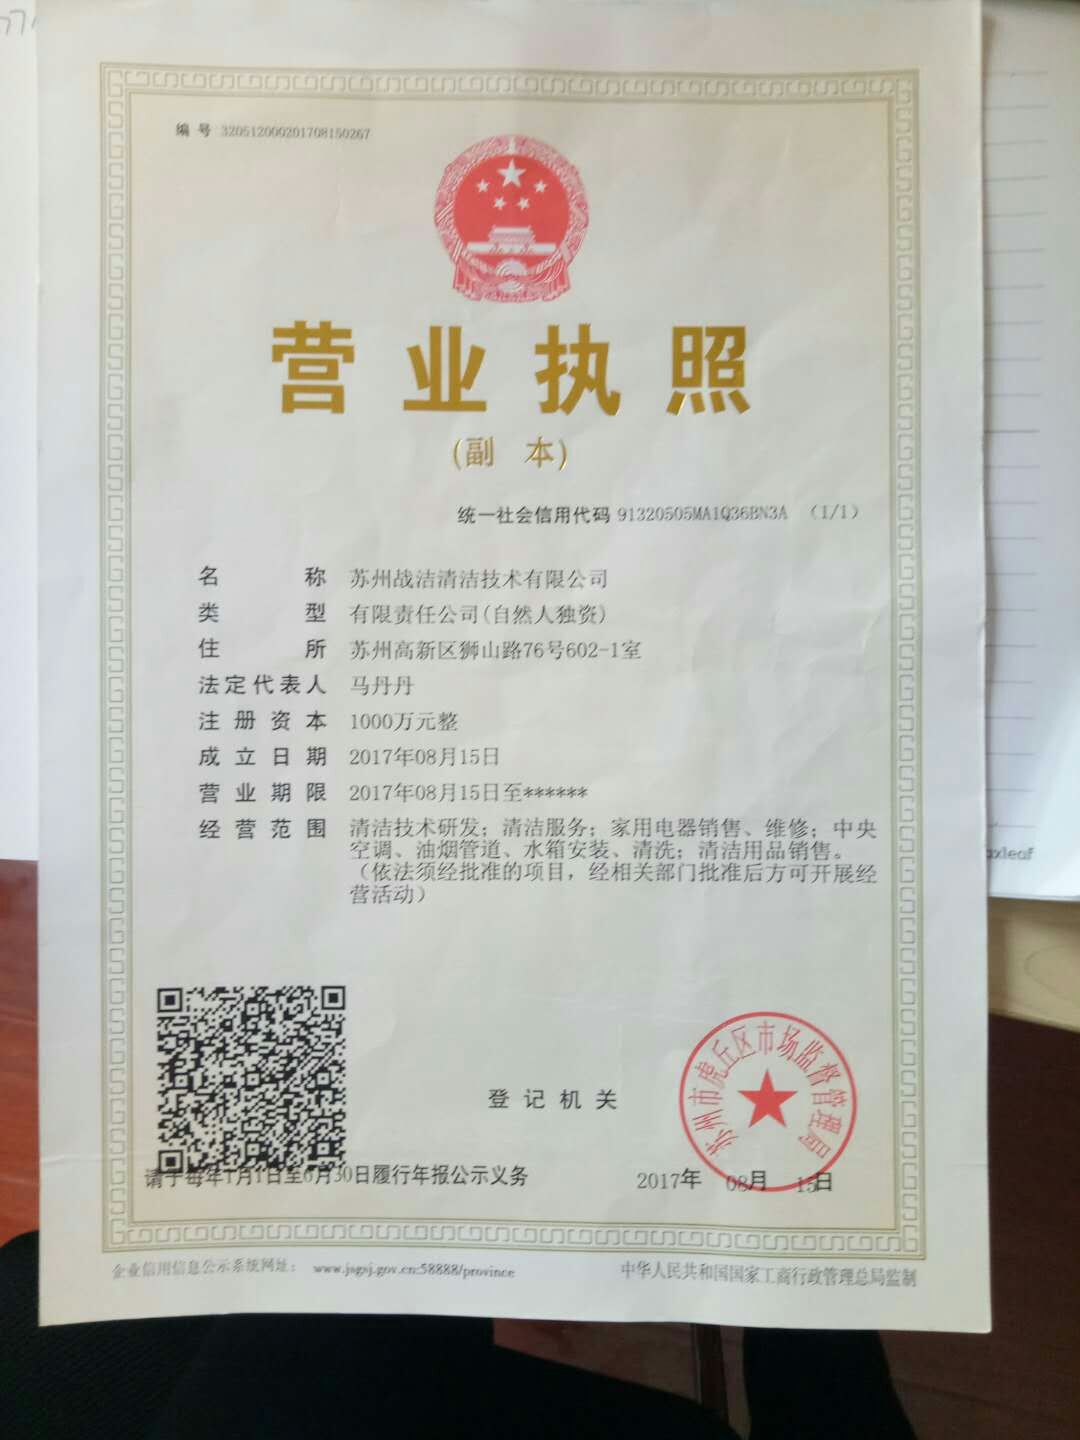 编号 320512000201708150267
营业执照
(副 本)
统一社会信用代码 91320505MA1Q36BN3A (1/1)
名称 苏州战洁清洁技术有限公司
类型 有限责任公司(自然人独资)
住所 苏州高新区狮山路76号602-1室
法定代表人 马丹丹
注册资本 1000万元整
成立日期 2017年08月15日
营业期限 2017年08月15日至******
经营范围 清洁技术研发；清洁服务；家用电器销售、维修；中央
空调、油烟管道、水箱安装、清洗；清洁用品销售。
（依法须经批准的项目，经相关部门批准后方可开展经
营活动）
登记机关
苏州市虎丘区市场监督管理局
请于每年1月1日至6月30日履行年报公示义务
2017年 08月 15日
企业信用信息公示系统网址： www.jsgsj.gov.cn:58888/province
中华人民共和国国家工商行政管理总局监制